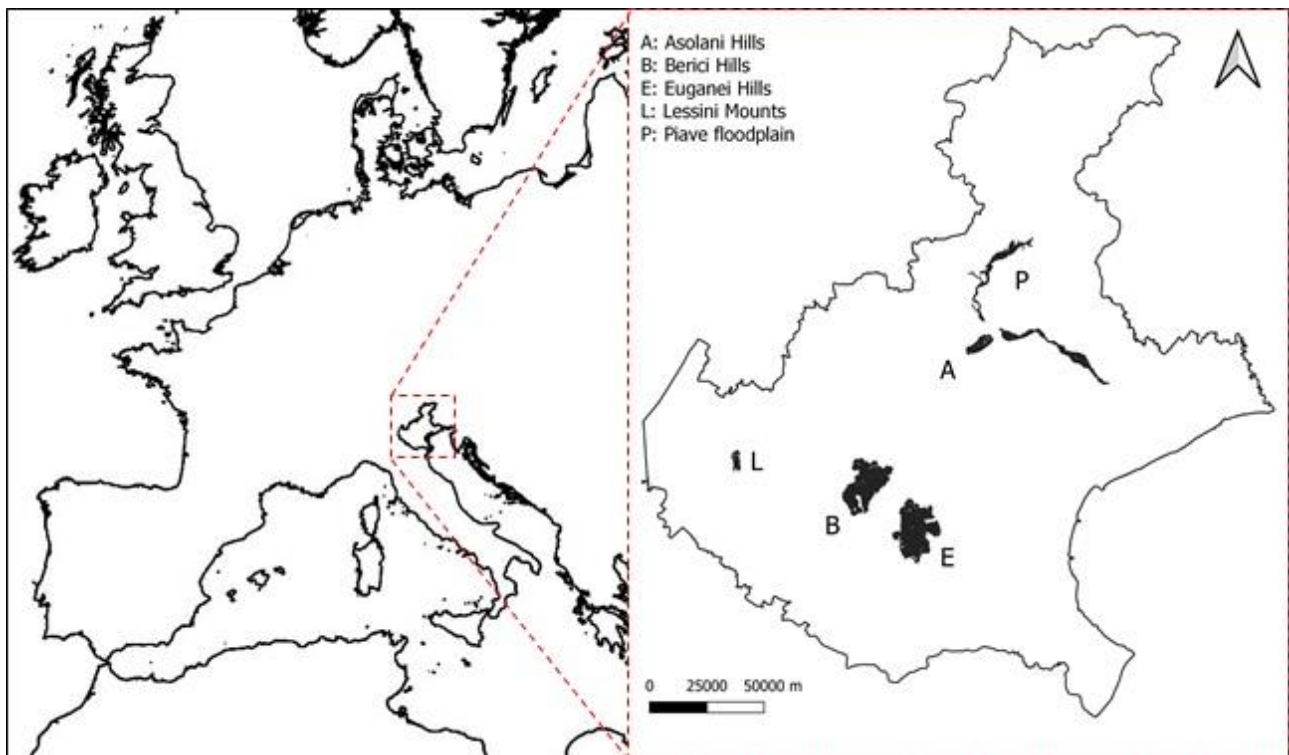 A: Asolani Hills
B: Berici Hills
E: Euganei Hills
L: Lessini Mounts
P: Piave floodplain
P
A
L
B
E
0 25000 50000 m